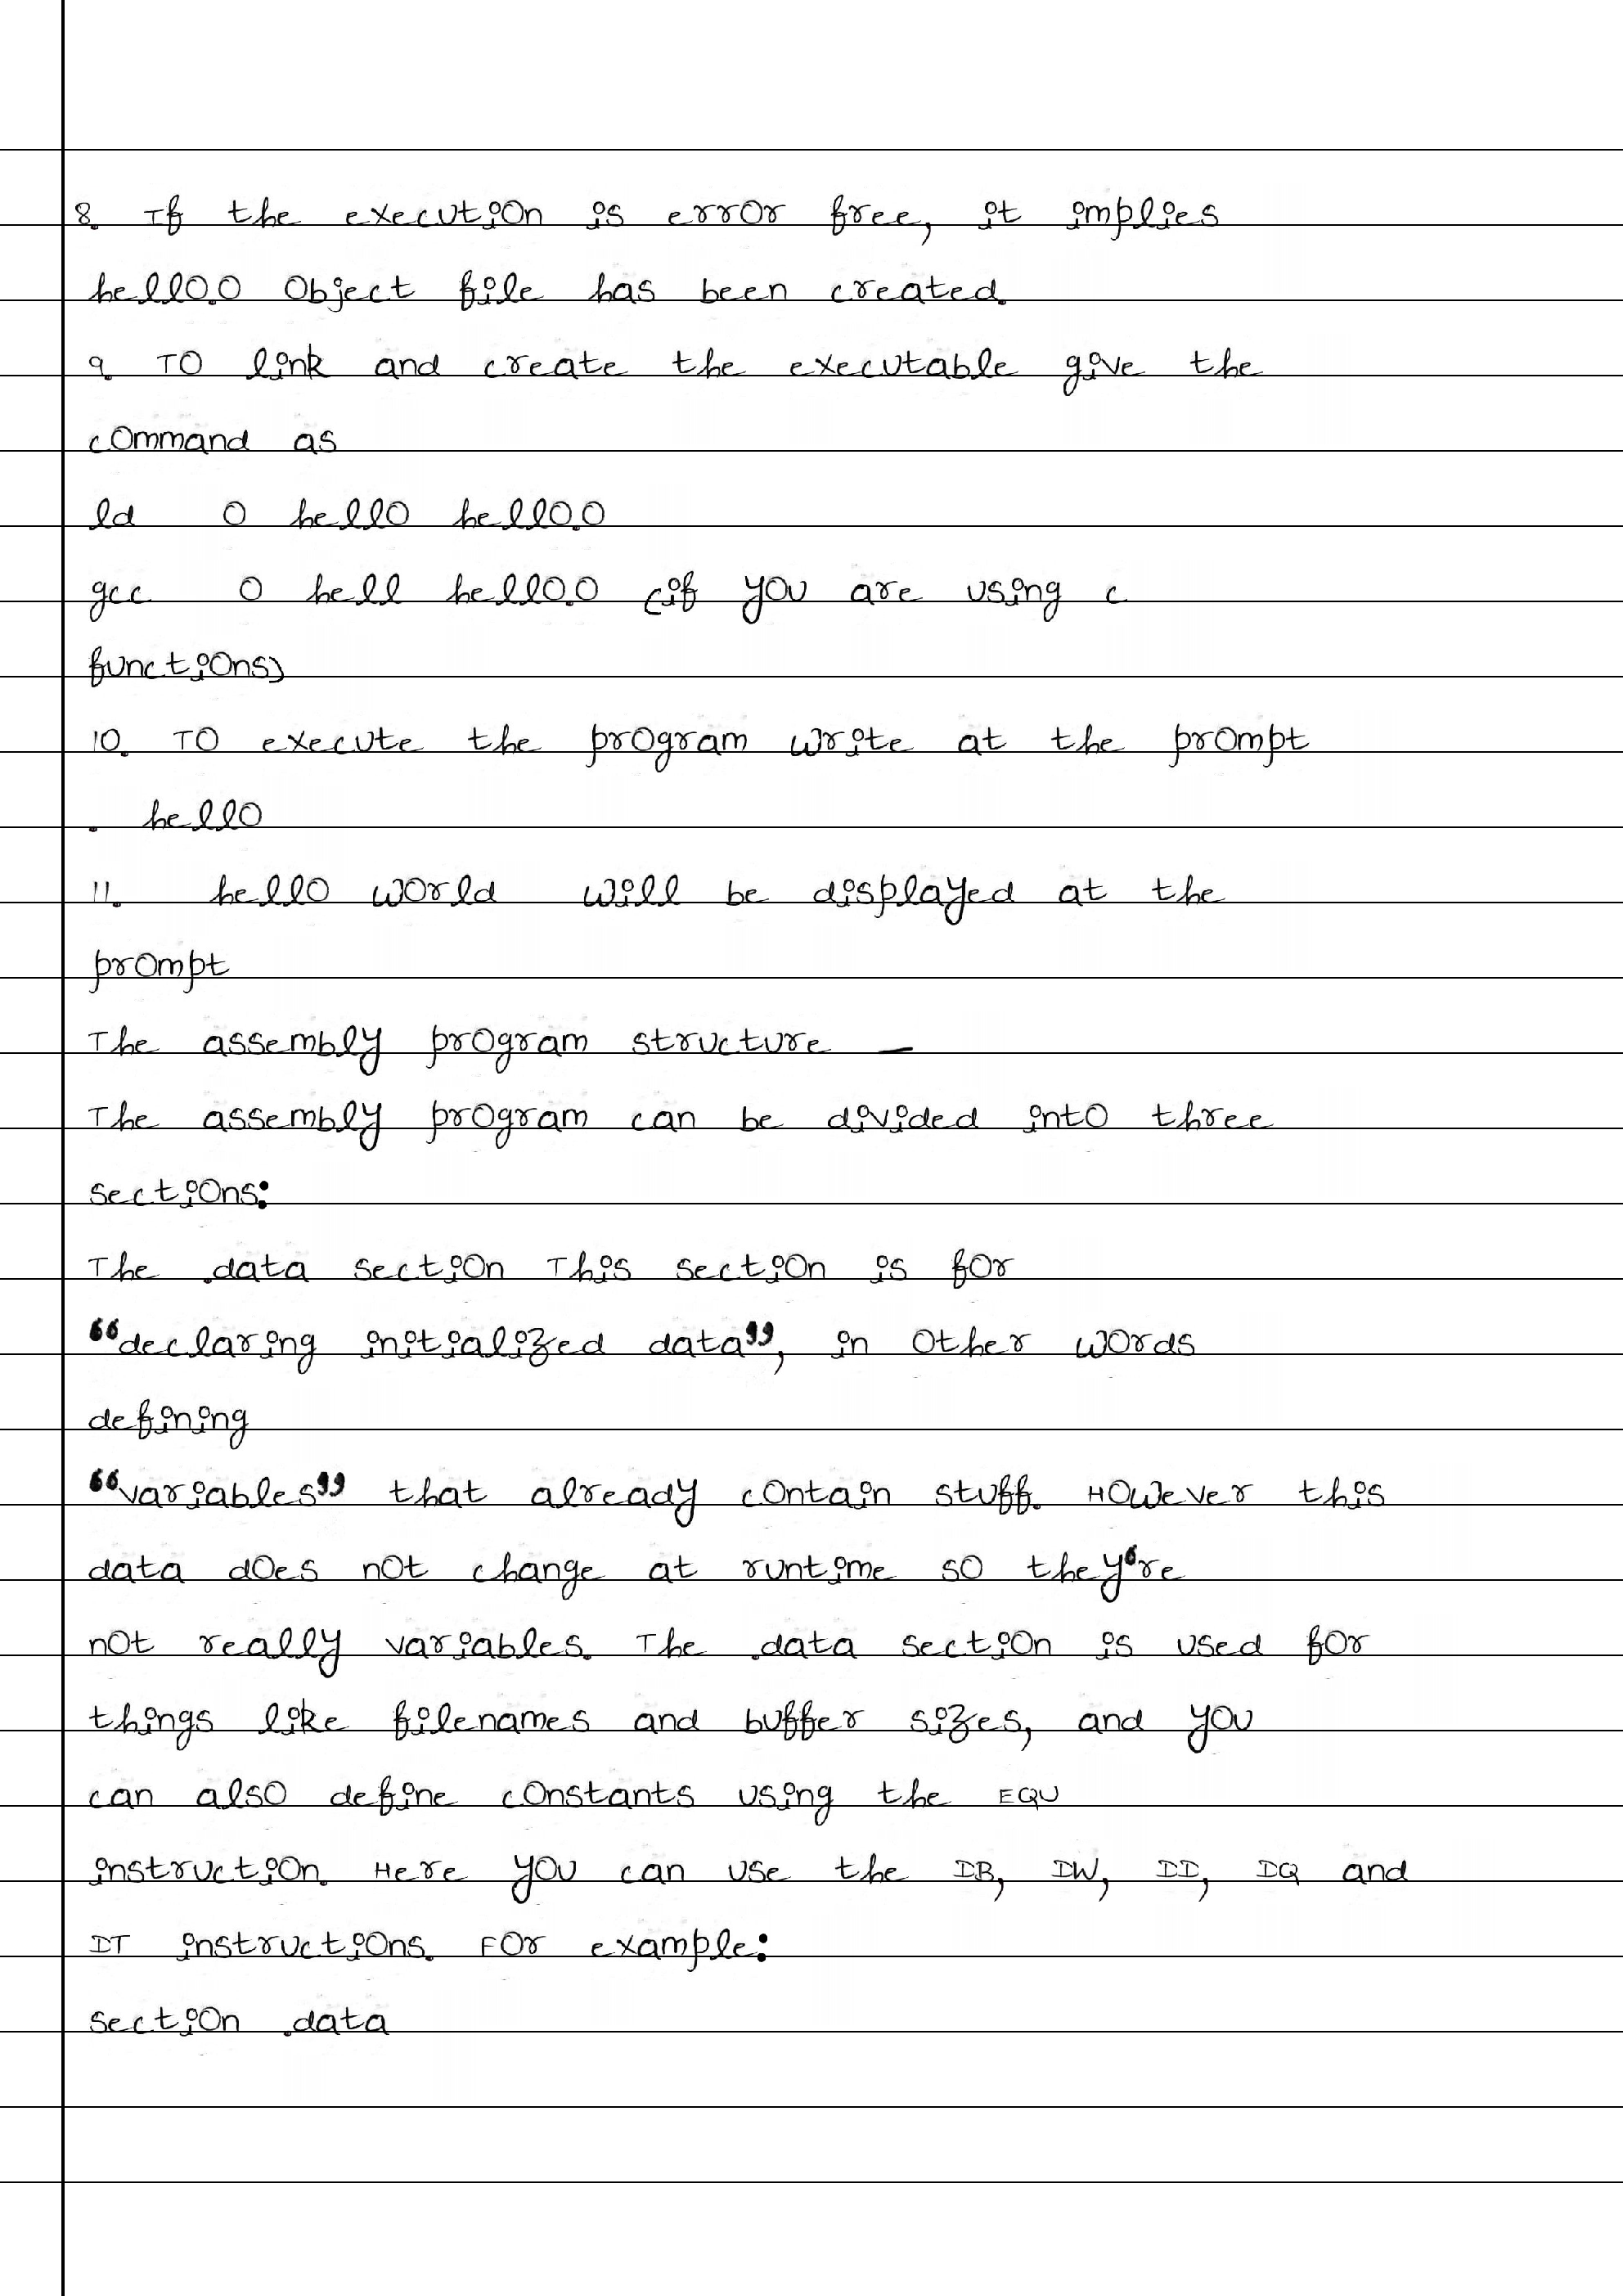 8. If the execution is error free, it implies
hello.o object file has been created.
9. To link and create the executable give the
command as
ld o hello hello.o
gcc o hell hello.o (if you are using c
functions)
10. To execute the program write at the prompt
. hello
11. hello world will be displayed at the
prompt
The assembly program structure –
The assembly program can be divided into three
sections:
The .data section This section is for
“declaring initialized data”, in other words
defining
“variables” that already contain stuff. However this
data does not change at runtime so they‘re
not really variables. The .data section is used for
things like filenames and buffer sizes, and you
can also define constants using the EQU
instruction. Here you can use the DB, DW, DD, DQ and
DT instructions. For example:
section .data